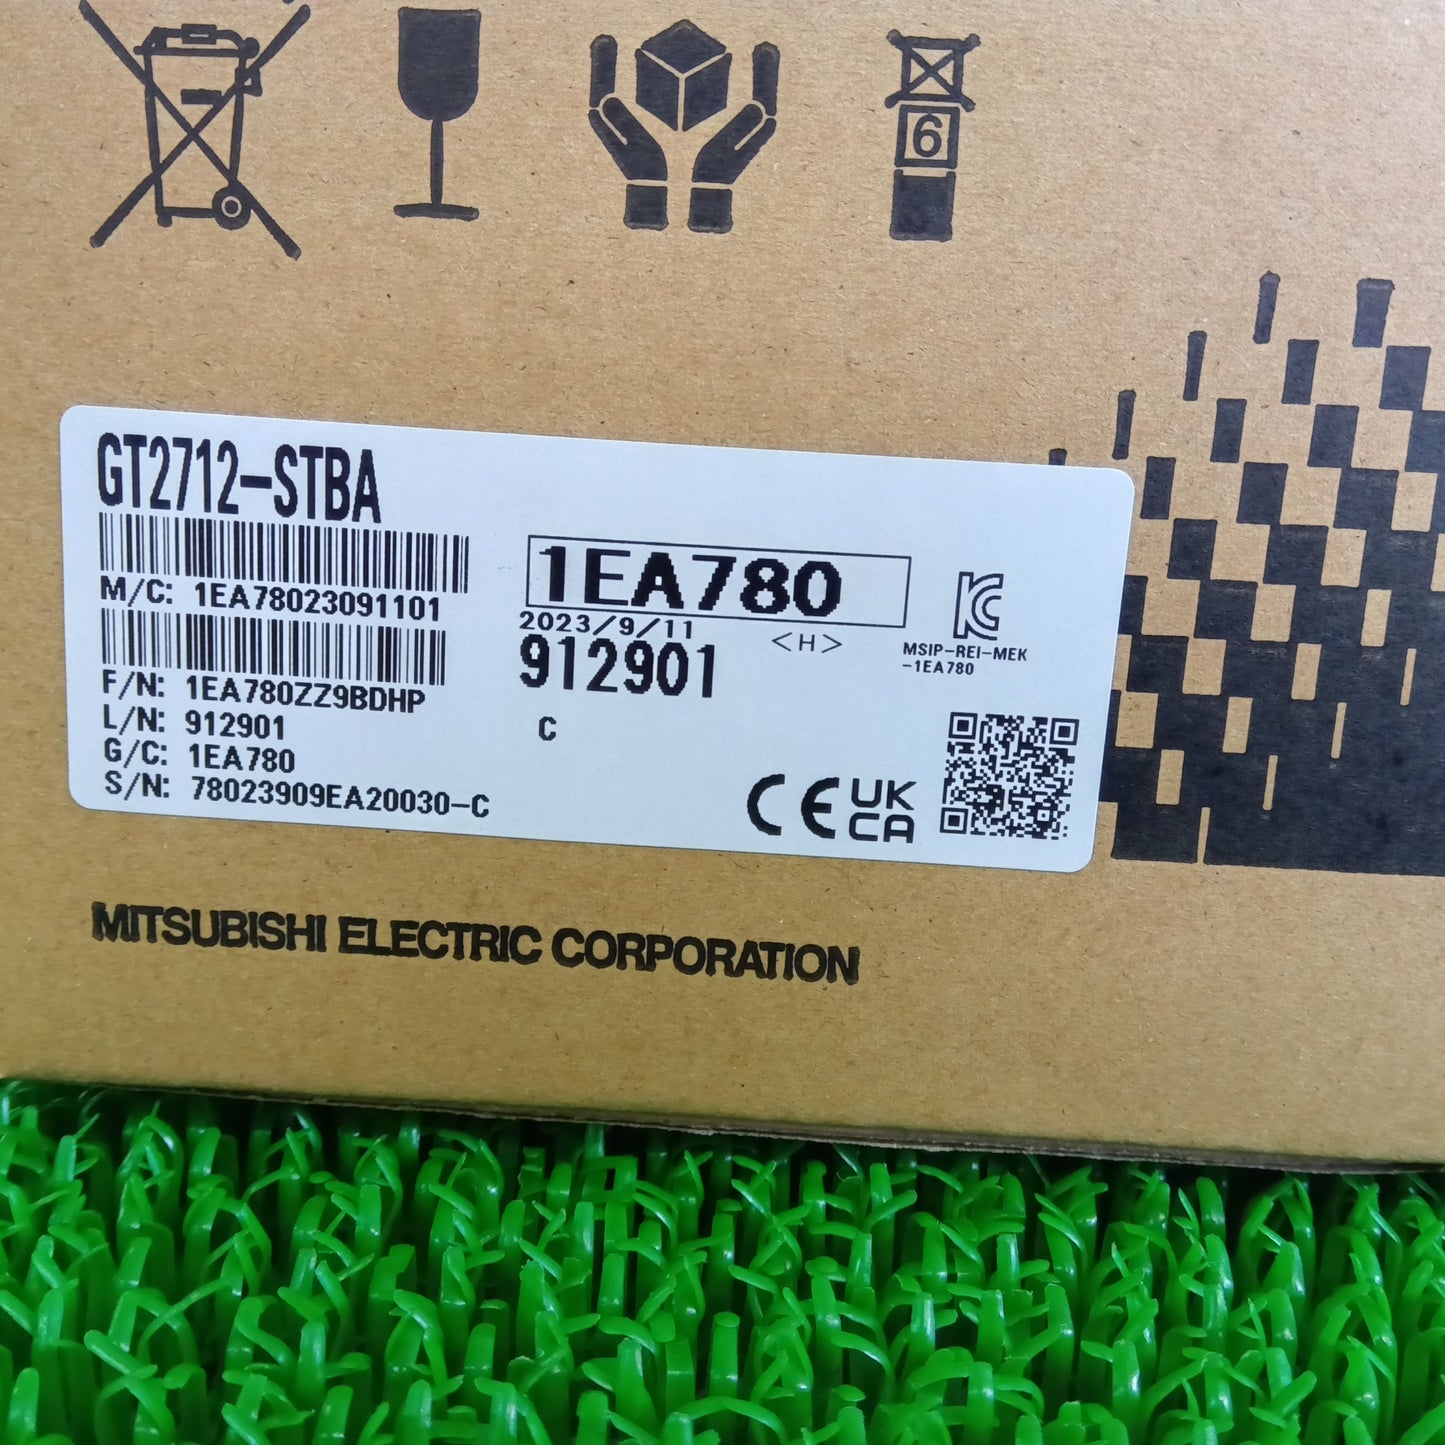 6
GT2712-STBA
M/C: 1EA78023091101
F/N: 1EA780ZZ9BDHP
L/N: 912901
G/C: 1EA780
S/N: 78023909EA20030-C
1EA780
2023/9/11 <H>
912901
C
MSIP-REI-MEK
-1EA780
CE UK
CA
MITSUBISHI ELECTRIC CORPORATION